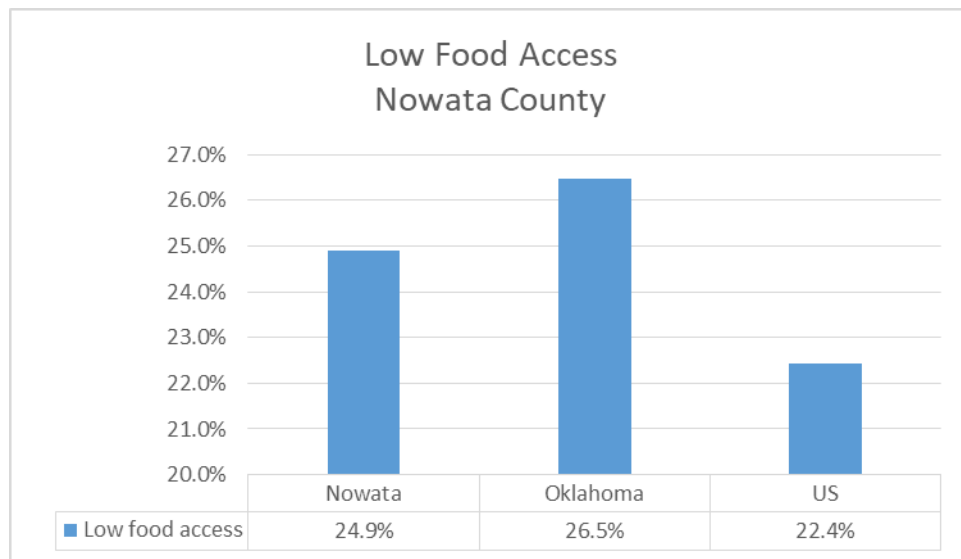 Low Food Access
Nowata County
27.0%
26.0%
25.0%
24.0%
23.0%
22.0%
21.0%
20.0%
Nowata Oklahoma US
Low food access 24.9% 26.5% 22.4%